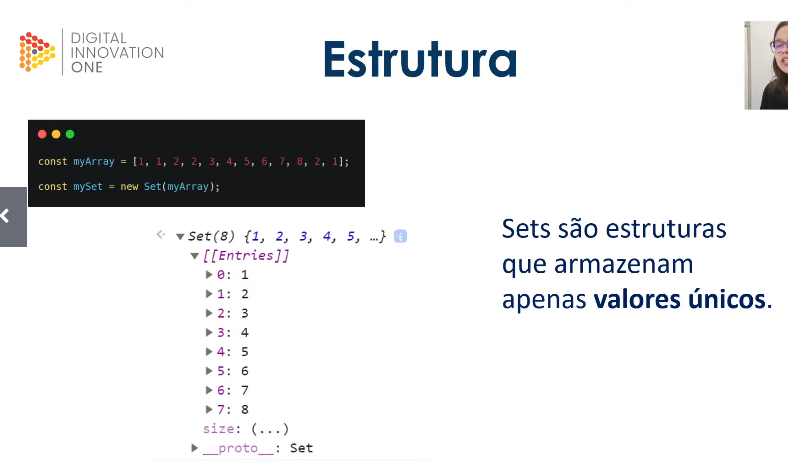 DIGITAL
INNOVATION
ONE
Estrutura
const myArray = [1, 1, 2, 2, 3, 4, 5, 6, 7, 8, 2, 1];
const mySet = new Set(myArray);
Set(8) {1, 2, 3, 4, 5, …}
[[Entries]]
0: 1
1: 2
2: 3
3: 4
4: 5
5: 6
6: 7
7: 8
size: (...)
__proto__: Set
Sets são estruturas
que armazenam
apenas valores únicos.